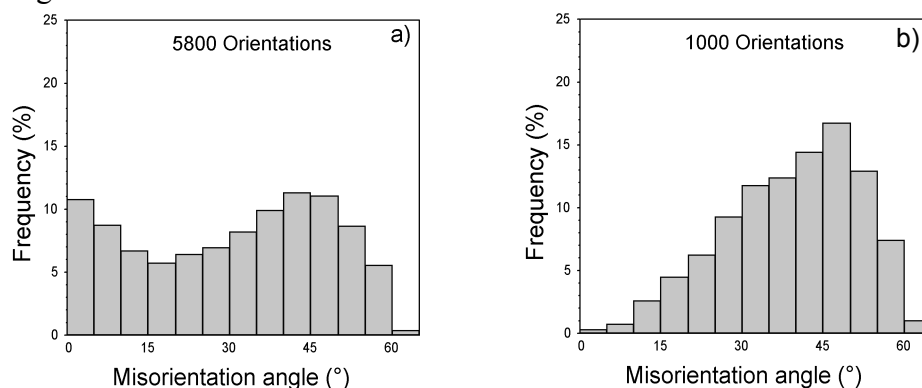 25
20
15
10
5
0
Frequency (%)
5800 Orientations
a)
0 15 30 45 60
Misorientation angle (°)
25
20
15
10
5
0
Frequency (%)
1000 Orientations
b)
0 15 30 45 60
Misorientation angle (°)